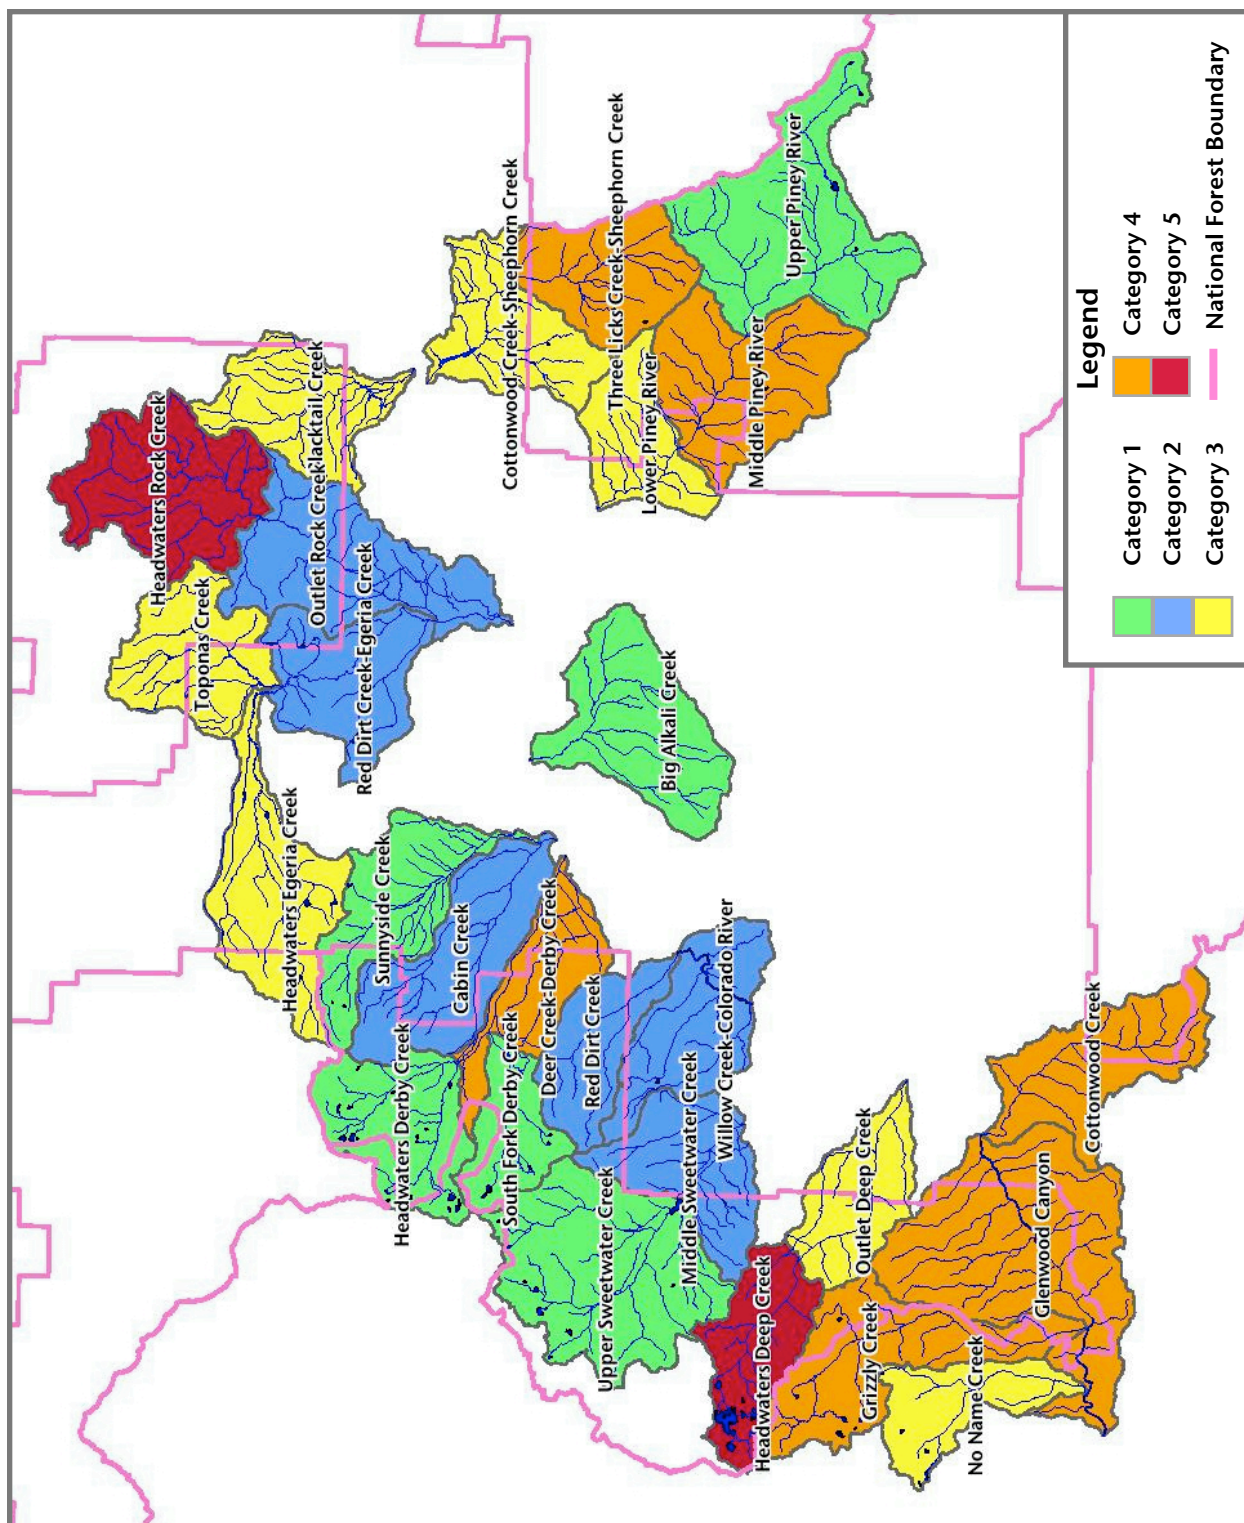 Headwaters Rock Creek
Toponas Creek
Outlet Rock Creek
lacktail Creek
Red Dirt Creek-Egeria Creek
Headwaters Egeria Creek
Sunnyside Creek
Cabin Creek
Headwaters Derby Creek
Deer Creek-Derby Creek
South Fork Derby Creek
Red Dirt Creek
Upper Sweetwater Creek
Middle Sweetwater Creek
Willow Creek-Colorado River
Big Alkali Creek
Cottonwood Creek-Sheephorn Creek
Three Licks Creek-Sheephorn Creek
Lower Piney River
Middle Piney River
Upper Piney River
Headwaters Deep Creek
Outlet Deep Creek
Grizzly Creek
No Name Creek
Glenwood Canyon
Cottonwood Creek
Legend
Category 1
Category 2
Category 3
Category 4
Category 5
National Forest Boundary